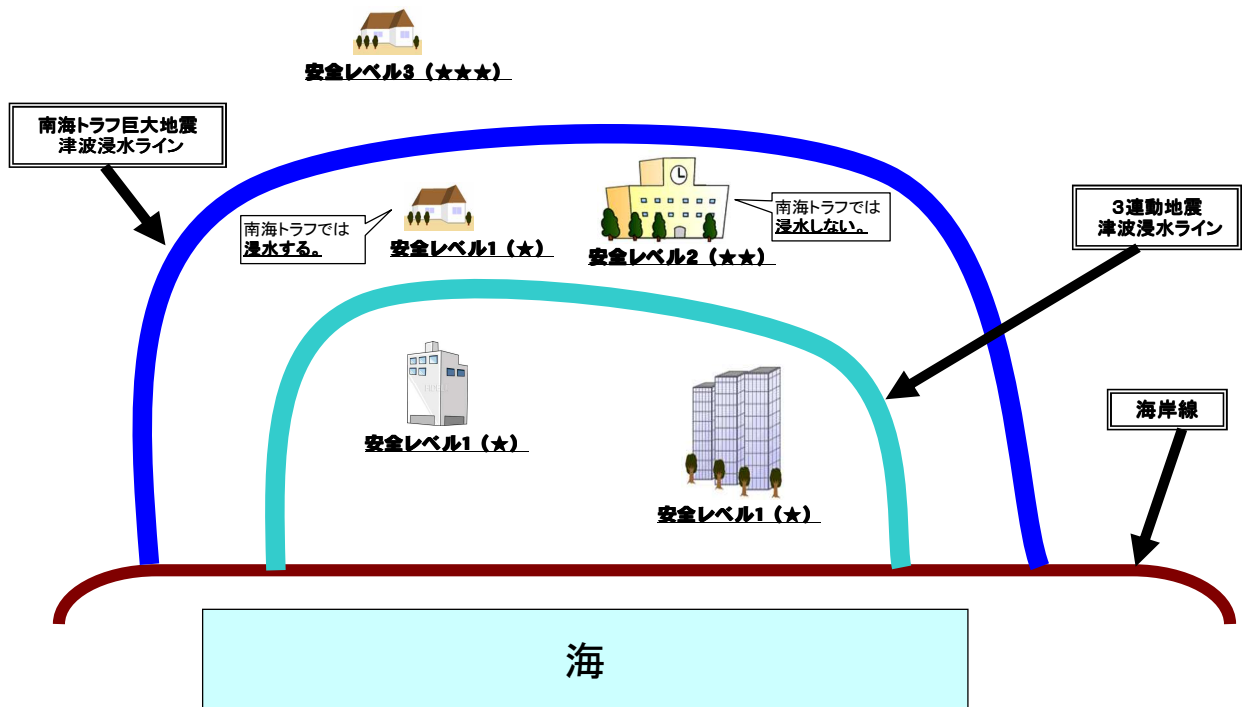 安全レベル3（★★★）
南海トラフ巨大地震
津波浸水ライン
南海トラフでは
浸水する。
安全レベル1（★）
南海トラフでは
浸水しない。
安全レベル2（★★）
３連動地震
津波浸水ライン
安全レベル1（★）
安全レベル1（★）
海岸線
海